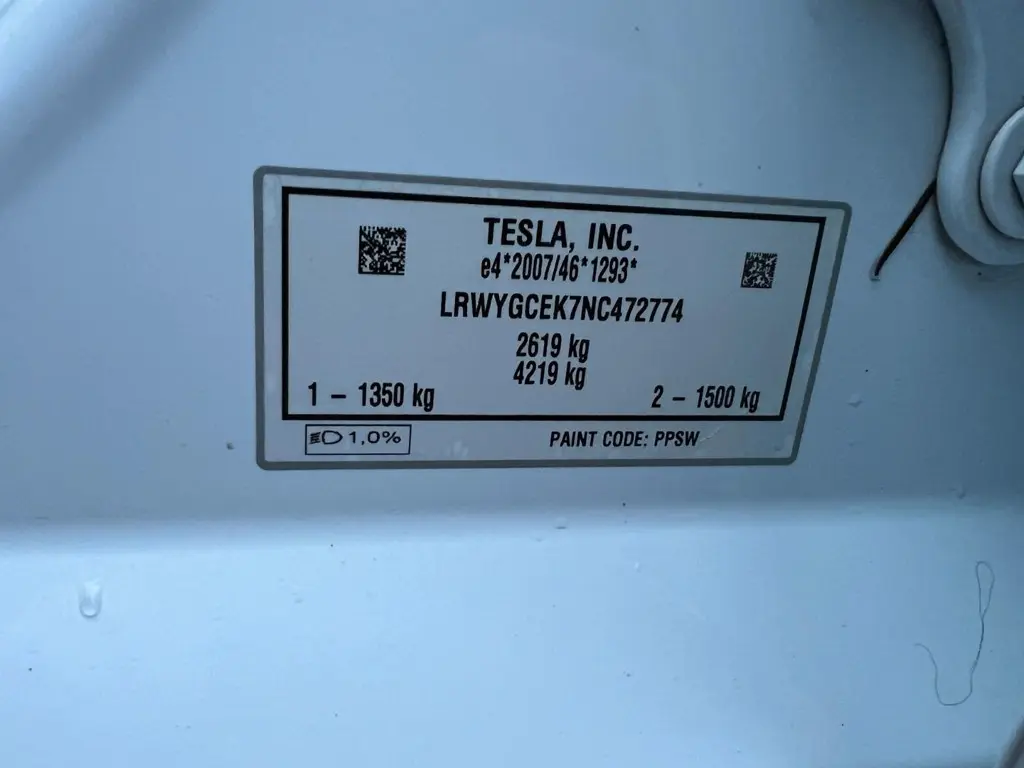 TESLA, INC.
e4*2007/46*1293*
LRWYGCEK7NC472774
2619 kg
4219 kg
1 – 1350 kg 2 – 1500 kg
1,0% PAINT CODE: PPSW